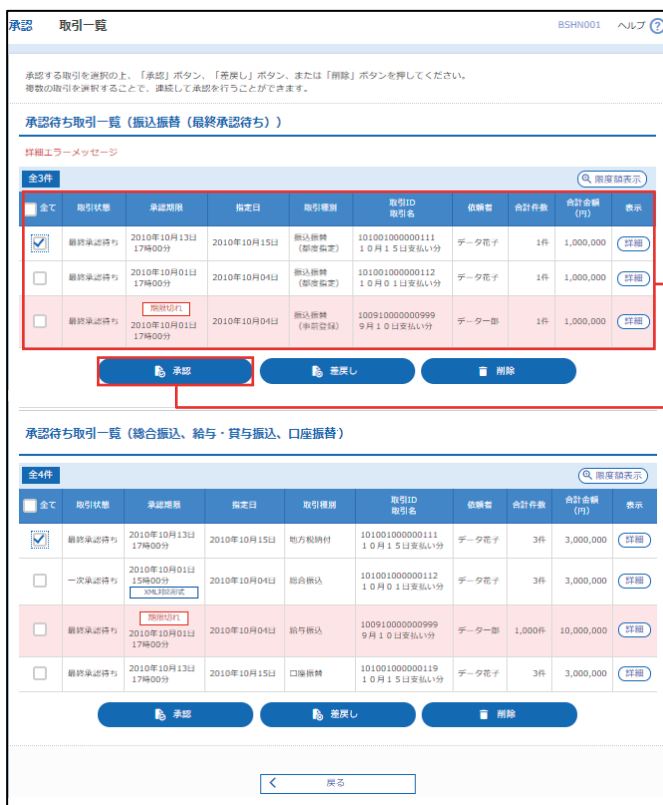 承認 取引一覧 BSHN001 ヘルプ ?
承認する取引を選択の上、「承認」ボタン、「差戻し」ボタン、または「削除」ボタンを押してください。
複数の取引を選択することで、連続して承認を行うことができます。
承認待ち取引一覧（振込振替（最終承認待ち））
詳細エラーメッセージ
全3件 限度額表示
全て 取引状態 承認期限 指定日 取引種別 取引ID 取引名 依頼者 合計件数 合計金額（円） 表示
最終承認待ち 2010年10月13日 17時00分 2010年10月15日 振込振替（都度指定） 101001000000111 １０月１５日支払い分 データ花子 1件 1,000,000 詳細
最終承認待ち 2010年10月01日 17時00分 2010年10月04日 振込振替（都度指定） 101001000000112 １０月０１日支払い分 データ花子 1件 1,000,000 詳細
最終承認待ち 期限切れ 2010年10月01日 17時00分 2010年10月04日 振込振替（事前登録） 100910000000999 ９月１０日支払い分 データ一郎 1件 1,000,000 詳細
承認 差戻し 削除
承認待ち取引一覧（総合振込、給与・賞与振込、口座振替）
全4件 限度額表示
全て 取引状態 承認期限 指定日 取引種別 取引ID 取引名 依頼者 合計件数 合計金額（円） 表示
最終承認待ち 2010年10月13日 17時00分 2010年10月15日 地方税納付 101001000000111 １０月１５日支払い分 データ花子 3件 3,000,000 詳細
一次承認待ち 2010年10月01日 15時00分 XML対応形式 2010年10月04日 総合振込 101001000000112 １０月０１日支払い分 データ花子 3件 3,000,000 詳細
最終承認待ち 期限切れ 2010年10月01日 17時00分 2010年10月04日 給与振込 100910000000999 ９月１０日支払い分 データ一郎 1,000件 10,000,000 詳細
最終承認待ち 2010年10月13日 17時00分 2010年10月15日 口座振替 101001000000119 １０月１５日支払い分 データ花子 3件 3,000,000 詳細
承認 差戻し 削除
戻る